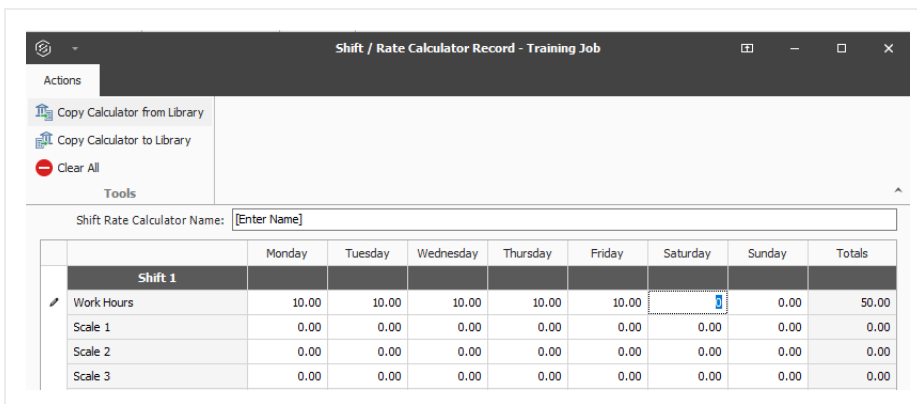 Shift / Rate Calculator Record - Training Job
Actions
Copy Calculator from Library
Copy Calculator to Library
Clear All
Tools
Shift Rate Calculator Name: [Enter Name]
Monday Tuesday Wednesday Thursday Friday Saturday Sunday Totals
Shift 1
Work Hours 10.00 10.00 10.00 10.00 10.00 0 0.00 50.00
Scale 1 0.00 0.00 0.00 0.00 0.00 0.00 0.00 0.00
Scale 2 0.00 0.00 0.00 0.00 0.00 0.00 0.00 0.00
Scale 3 0.00 0.00 0.00 0.00 0.00 0.00 0.00 0.00